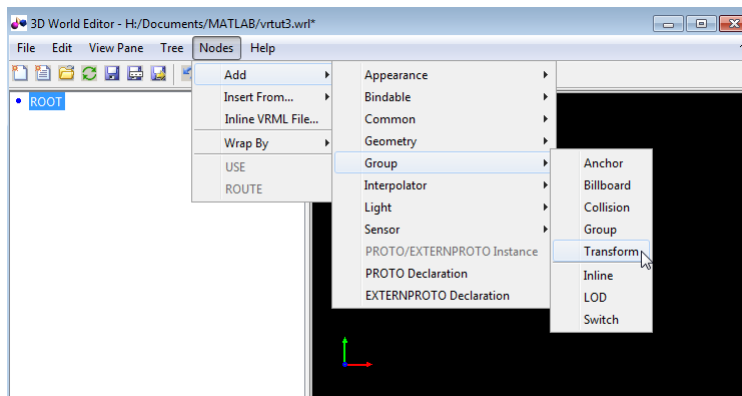 3D World Editor - H:/Documents/MATLAB/vrtut3.wrl*
File Edit View Pane Tree Nodes Help
ROOT
Add
Insert From...
Inline VRML File...
Wrap By
USE
ROUTE
Appearance
Bindable
Common
Geometry
Group
Interpolator
Light
Sensor
PROTO/EXTERNPROTO Instance
PROTO Declaration
EXTERNPROTO Declaration
Anchor
Billboard
Collision
Group
Transform
Inline
LOD
Switch